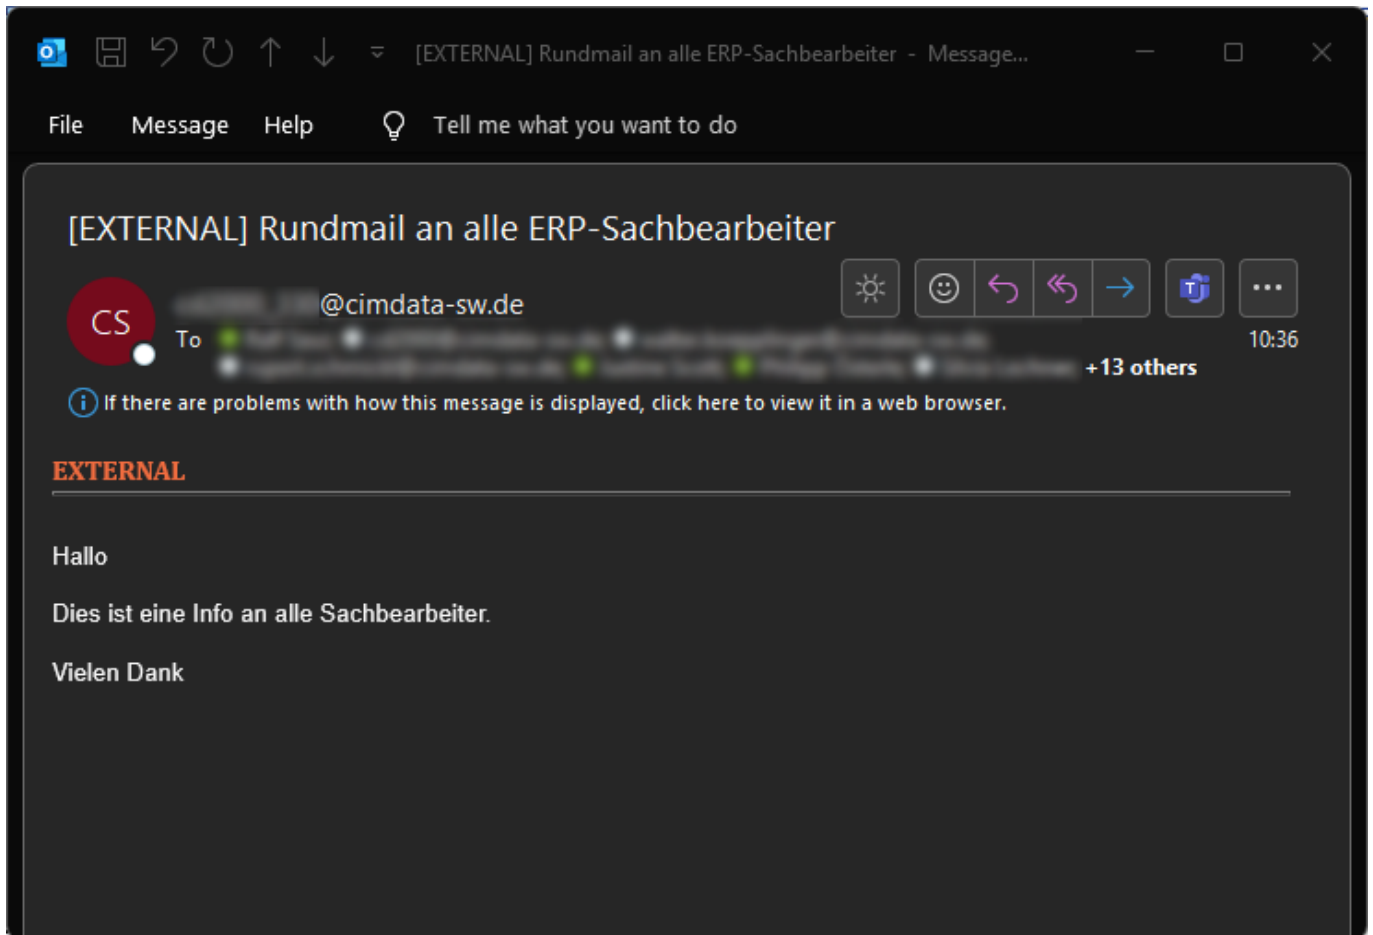 [EXTERNAL] Rundmail an alle ERP-Sachbearbeiter - Message...
File Message Help Tell me what you want to do
[EXTERNAL] Rundmail an alle ERP-Sachbearbeiter
CS
@cimdata-sw.de
To
10:36
+13 others
If there are problems with how this message is displayed, click here to view it in a web browser.
EXTERNAL
Hallo
Dies ist eine Info an alle Sachbearbeiter.
Vielen Dank